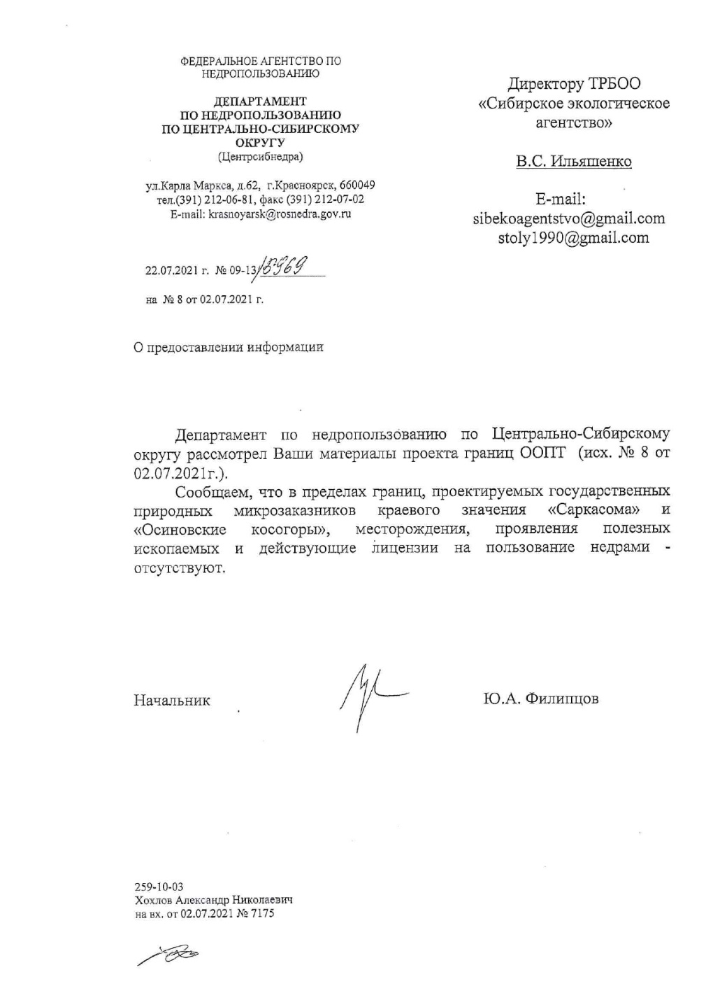 ФЕДЕРАЛЬНОЕ АГЕНТСТВО ПО
НЕДРОПОЛЬЗОВАНИЮ
ДЕПАРТАМЕНТ
ПО НЕДРОПОЛЬЗОВАНИЮ
ПО ЦЕНТРАЛЬНО-СИБИРСКОМУ
ОКРУГУ
(Центрсибнедра)
ул.Карла Маркса, д.62, г.Красноярск, 660049
тел.(391) 212-06-81, факс (391) 212-07-02
E-mail: krasnoyarsk@rosnedra.gov.ru
22.07.2021 г. № 09-13/
на № 8 от 02.07.2021 г.
Директору ТРБОО
«Сибирское экологическое
агентство»
В.С. Ильяшенко
E-mail:
sibekoagentstvo@gmail.com
stoly1990@gmail.com
О предоставлении информации
Департамент по недропользованию по Центрально-Сибирскому
округу рассмотрел Ваши материалы проекта границ ООПТ (исх. № 8 от
02.07.2021г.).
Сообщаем, что в пределах границ, проектируемых государственных
природных микрозаказников краевого значения «Саркасома» и
«Осиновские косогоры», месторождения, проявления полезных
ископаемых и действующие лицензии на пользование недрами -
отсутствуют.
Начальник
Ю.А. Филипцов
259-10-03
Хохлов Александр Николаевич
на вх. от 02.07.2021 № 7175